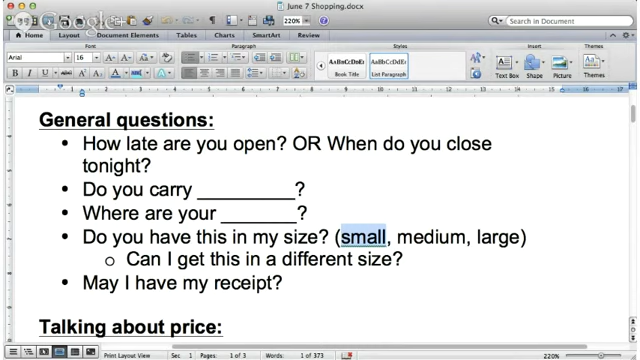 June 7 Shopping.docx
Google+
220%
Search in Document
Home Layout Document Elements Tables Charts SmartArt Review
Font Paragraph Styles Insert Themes
Arial 16
AaBbCcDdEe AaBbCcDdEe
Book Title List Paragraph Text Box Shape Picture Themes
General questions:
• How late are you open? OR When do you close
tonight?
• Do you carry _________?
• Where are your _______?
• Do you have this in my size? (small, medium, large)
o Can I get this in a different size?
• May I have my receipt?
Talking about price:
Print Layout View Sec 1 Pages: 1 of 3 Words: 1 of 373 220%